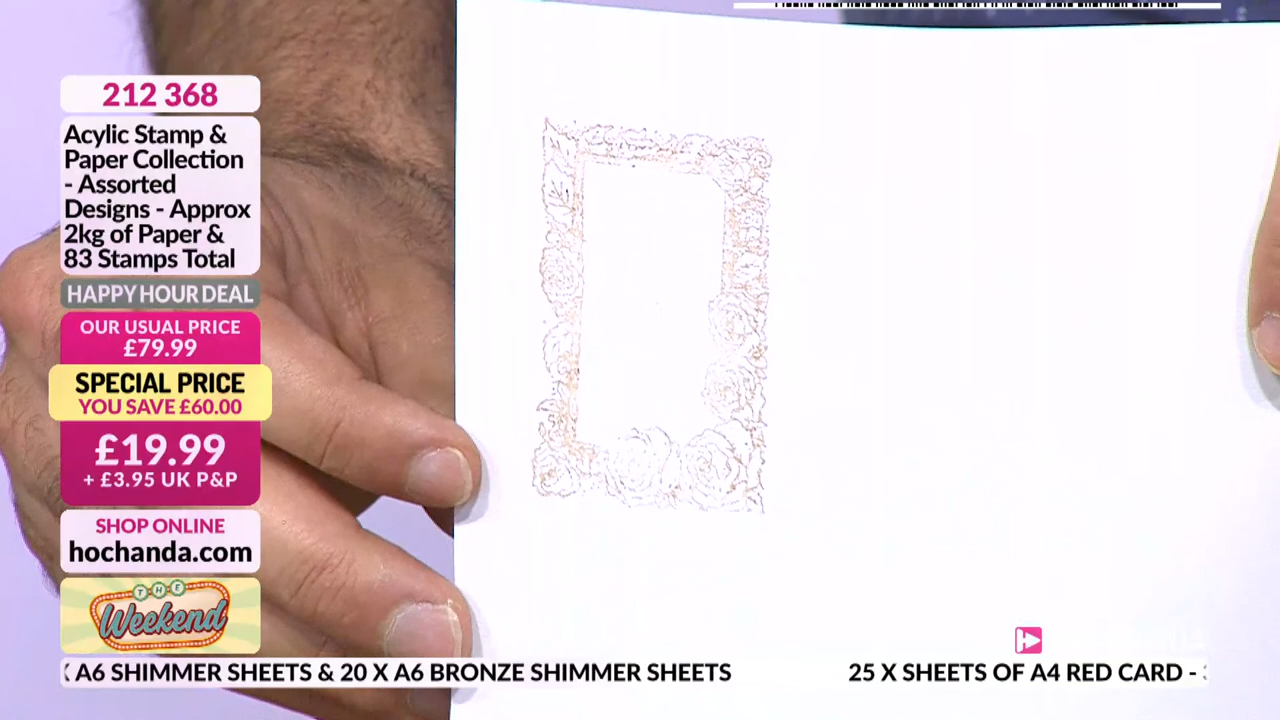 212 368
Acylic Stamp &
Paper Collection
- Assorted
Designs - Approx
2kg of Paper &
83 Stamps Total
HAPPY HOUR DEAL
OUR USUAL PRICE
£79.99
SPECIAL PRICE
YOU SAVE £60.00
£19.99
+ £3.95 UK P&P
SHOP ONLINE
hochanda.com
THE
Weekend
A6 SHIMMER SHEETS & 20 X A6 BRONZE SHIMMER SHEETS 25 X SHEETS OF A4 RED CARD -